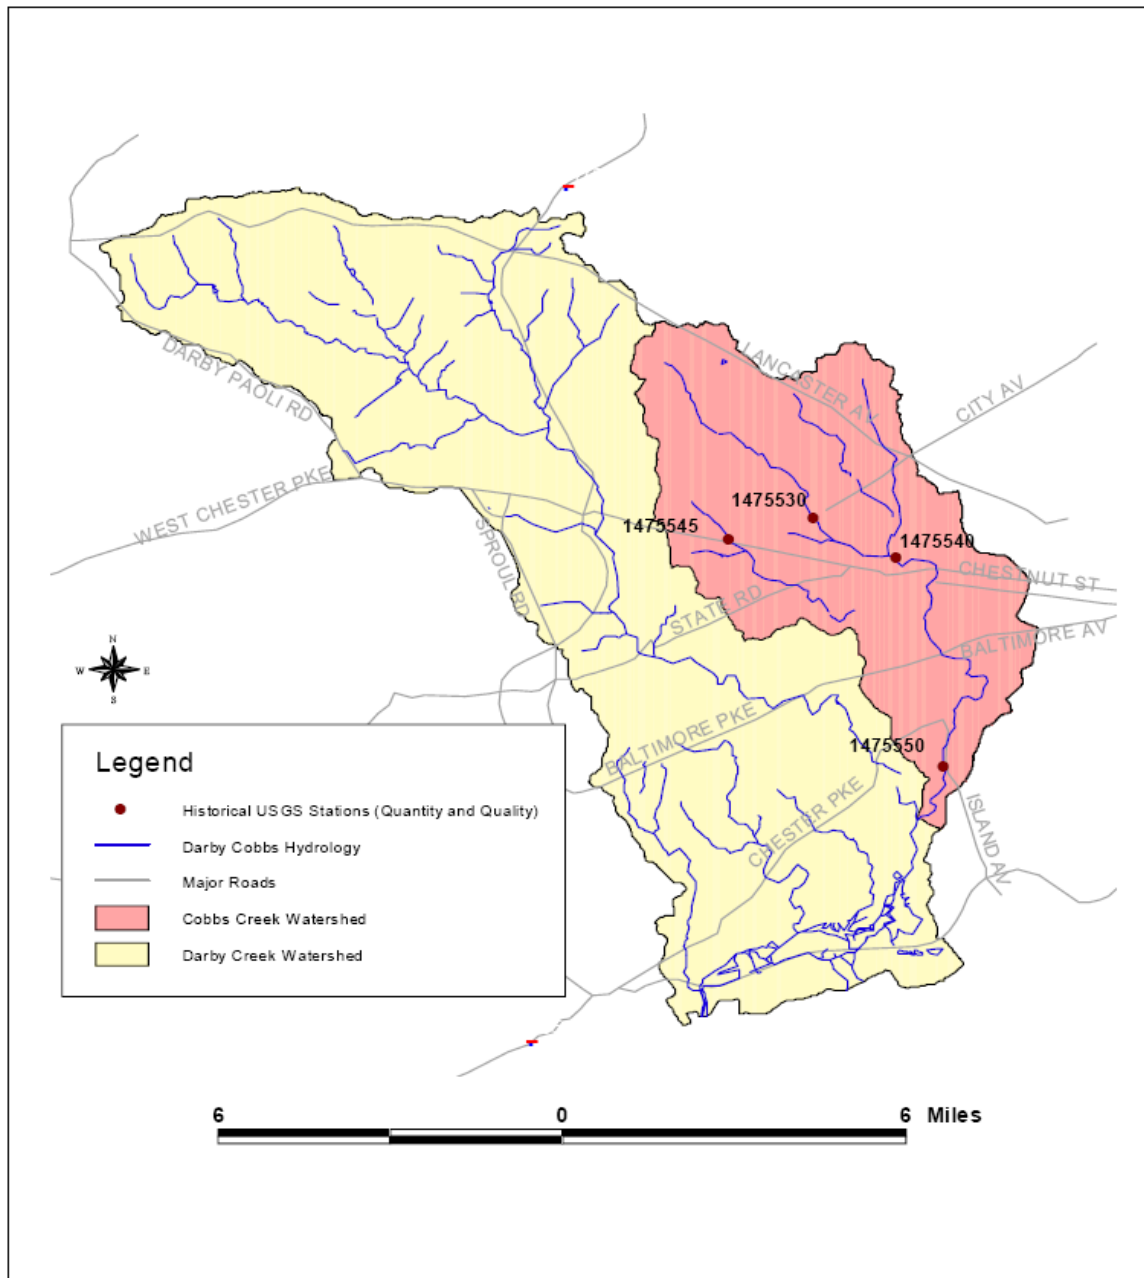 LANCASTER AV
CITY AV
DARBY PAOLI RD
WEST CHESTER PKE
1475530
1475545
1475540
SPROUL RD
CHESTNUT ST
STATE RD
BALTIMORE AV
N
W E
S
BALTIMORE PKE
1475550
CHESTER PKE
ISLAND AV
Legend
Historical USGS Stations (Quantity and Quality)
Darby Cobbs Hydrology
Major Roads
Cobbs Creek Watershed
Darby Creek Watershed
6 0 6 Miles